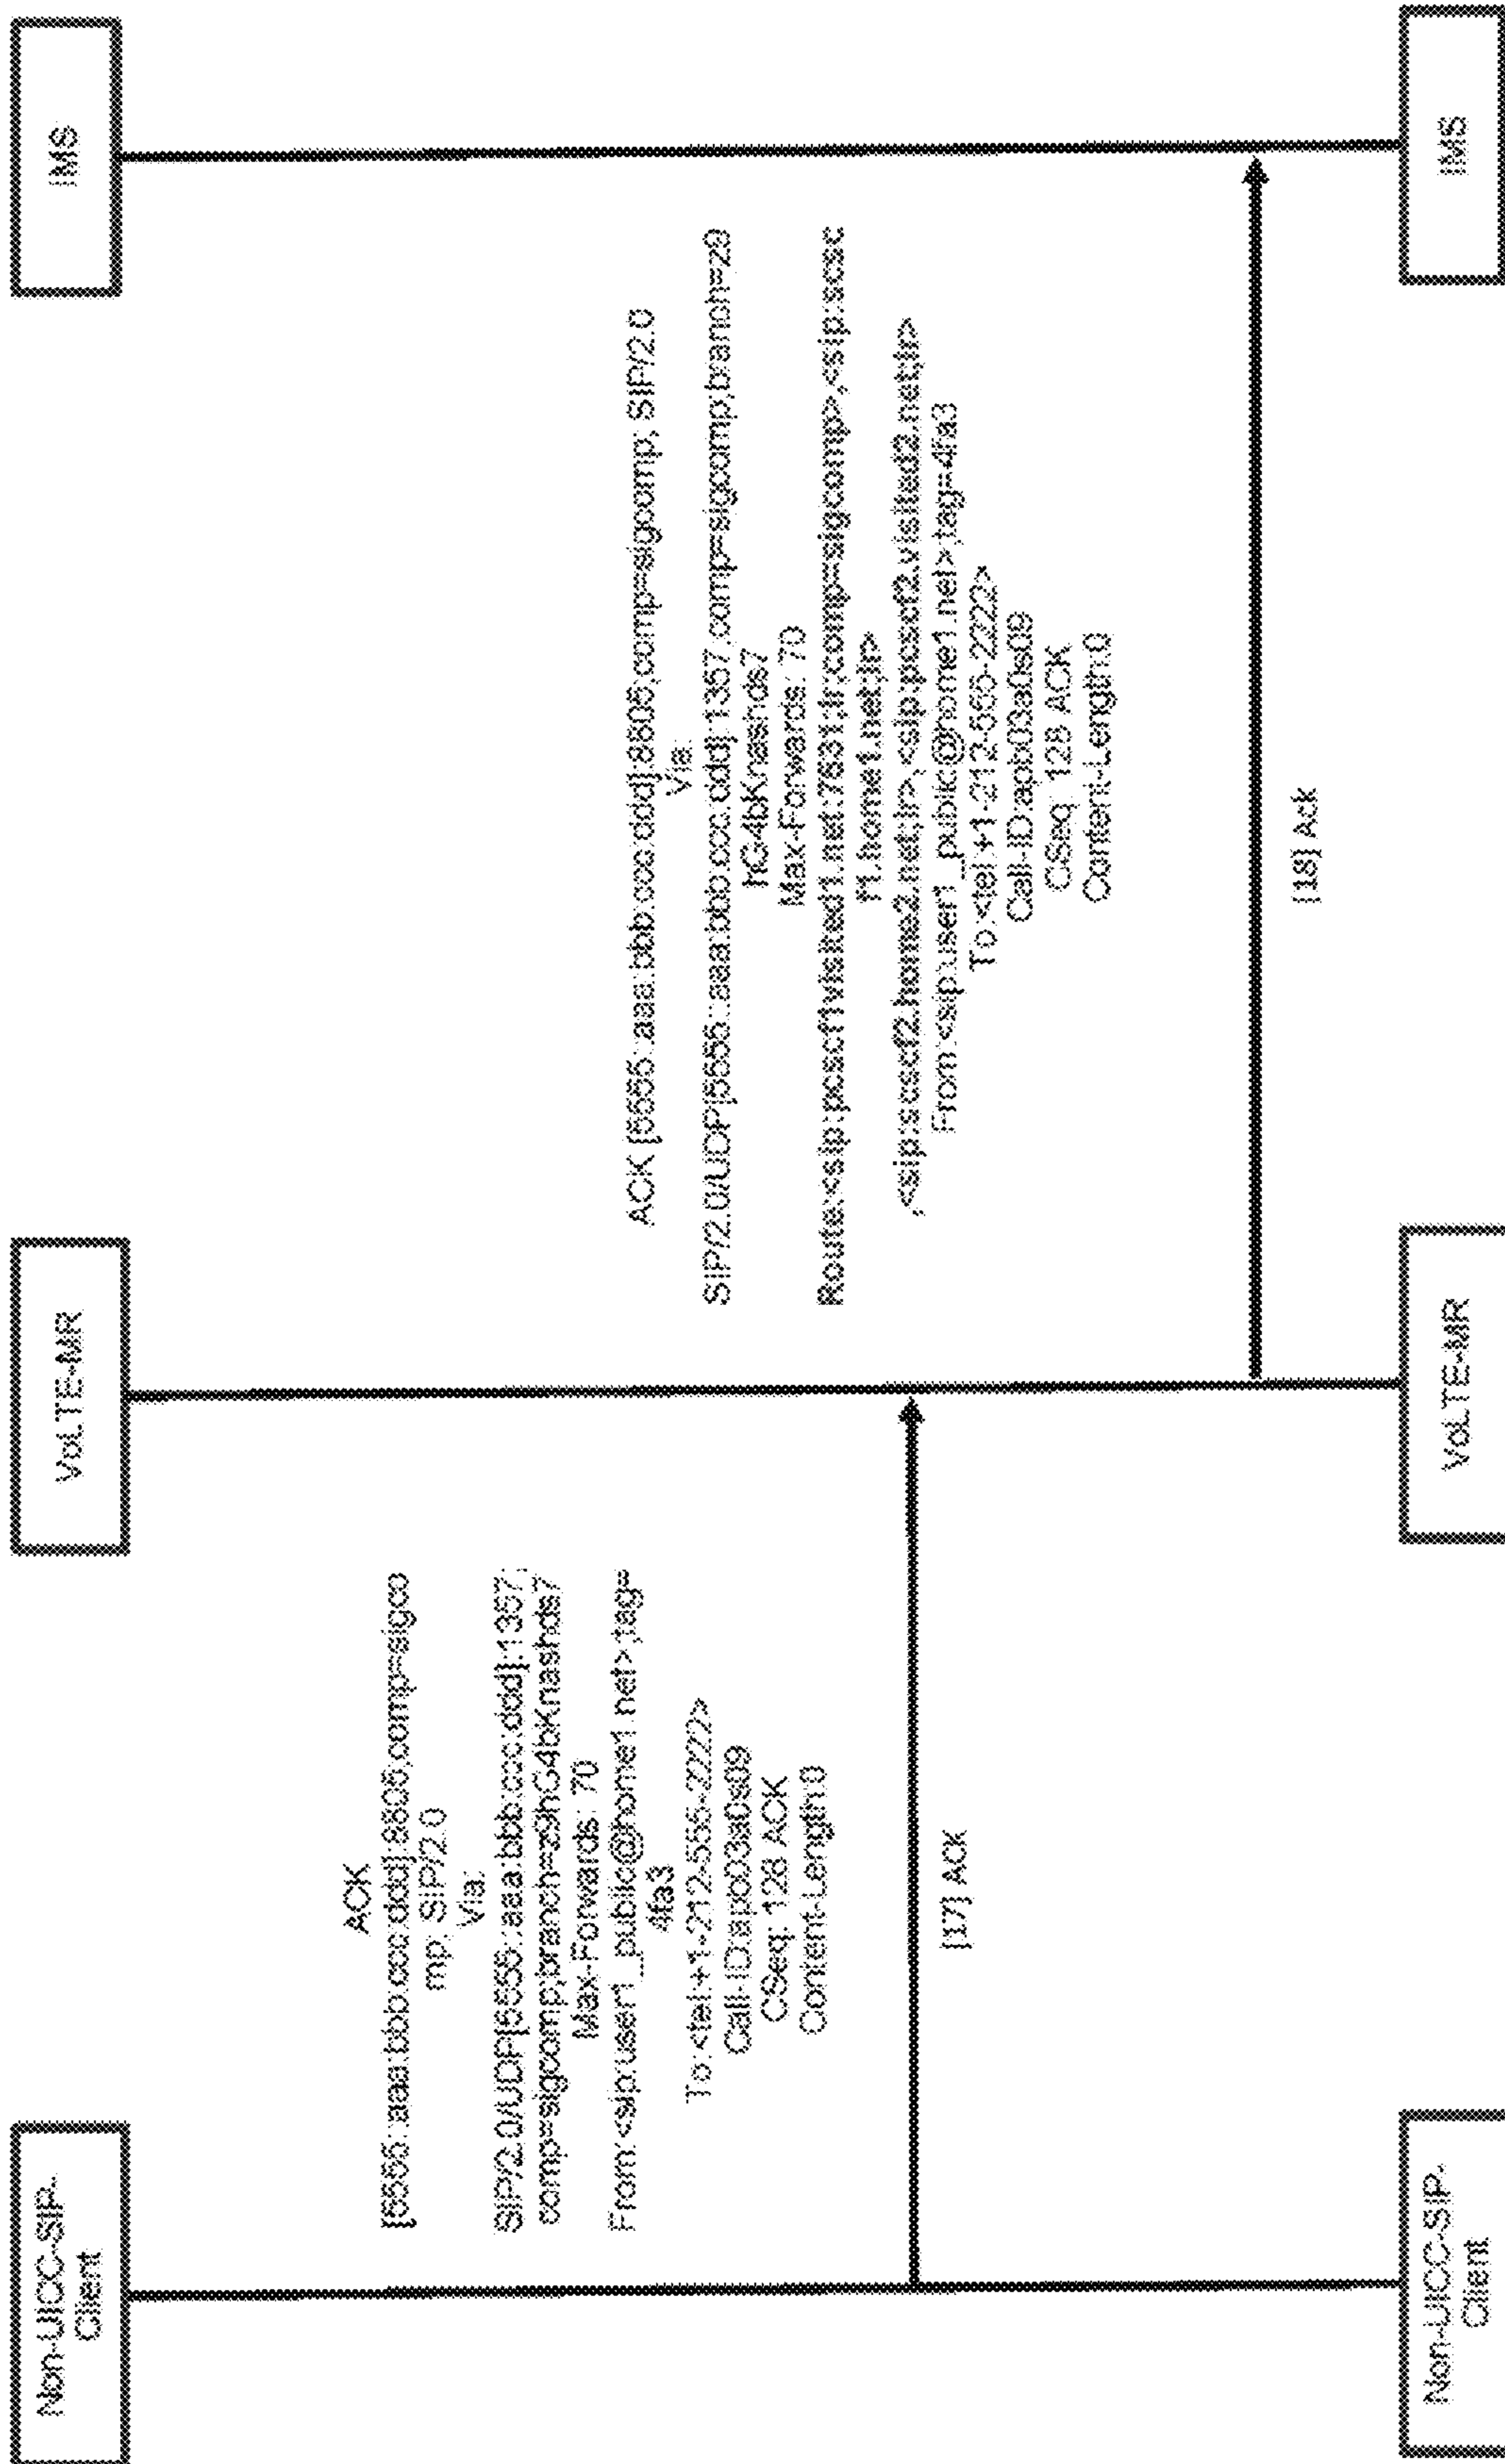 Non-UICC-SIP-
Client
VoLTE-MR
IMS
ACK
[5555::aaa:bbb:ccc:ddd]:8805;comp=sigco
mp; SIP/2.0
Via:
SIP/2.0/UDP[5555::aaa:bbb:ccc:ddd]:1357;
comp=sigcomp;branch=z9hG4bKnashds7
Max-Forwards: 70
From:<sip:user1_public@home1.net>;tag=
4fa3
To:<tel:+1-212-555-2222>
Call-ID:apb03a0s09
CSeq: 128 ACK
Content-Length:0
[17] ACK
ACK [5555::aaa:bbb:ccc:ddd]:8805;comp=sigcomp; SIP/2.0
Via:
SIP/2.0/UDP[5555::aaa:bbb:ccc:ddd]:1357;comp=sigcomp;branch=z9
hG4bKnashds7
Max-Forwards: 70
Route:<sip:pcscf1visited1.net:7631;lr;comp=sigcomp>,<sip:scsc
f1.home1.net;lr>
,<sip:scscf2.home2.net;lr>,<sip:pcscf2.visited2.net;lr>
From:<sip:user1_public@home1.net>;tag=4fa3
To:<tel:+1-212-555-2222>
Call-ID:apb03a0s09
CSeq: 128 ACK
Content-Length:0
[18] Ack
Non-UICC-SIP-
Client
VoLTE-MR
IMS